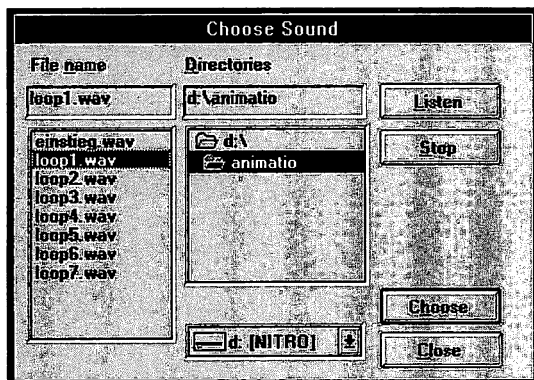 Choose Sound
File name
Directories
loop1.wav
d:\animatio
Listen
einstieg.wav
loop1.wav
loop2.wav
loop3.wav
loop4.wav
loop5.wav
loop6.wav
loop7.wav
d:\
animatio
Stop
d: [NITRO]
Choose
Close